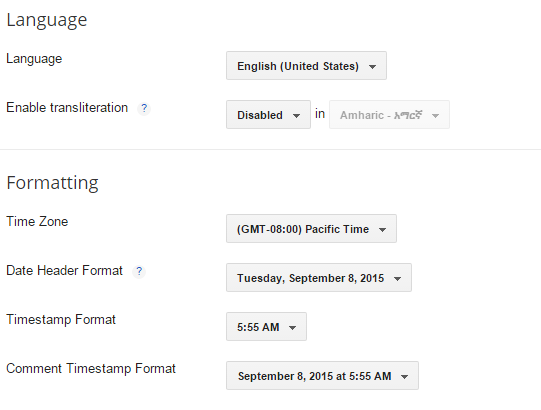 Language
Language
English (United States)
Enable transliteration ?
Disabled in Amharic - አማርኛ
Formatting
Time Zone
(GMT-08:00) Pacific Time
Date Header Format ?
Tuesday, September 8, 2015
Timestamp Format
5:55 AM
Comment Timestamp Format
September 8, 2015 at 5:55 AM